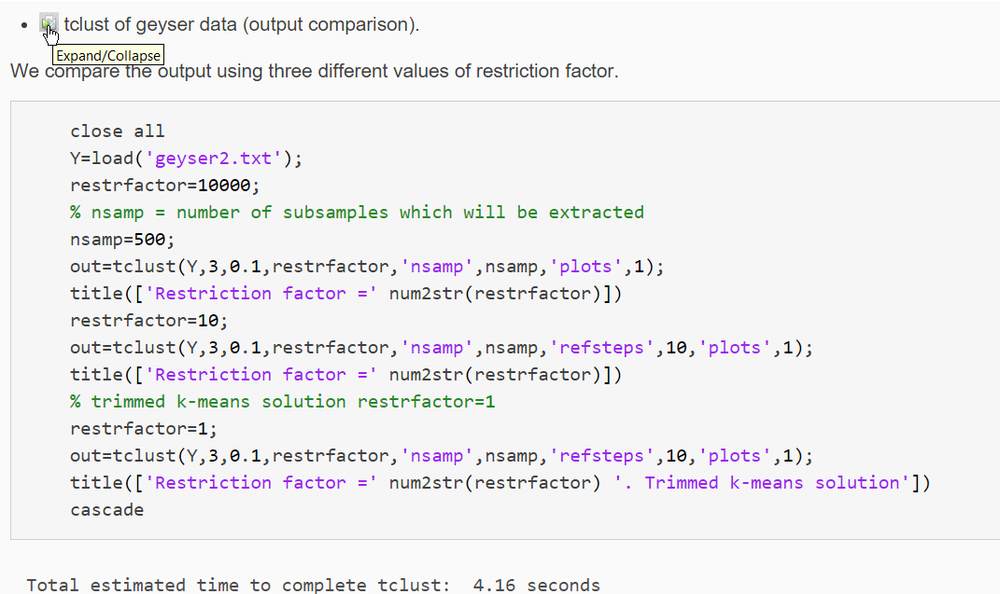 tclust of geyser data (output comparison).
Expand/Collapse
We compare the output using three different values of restriction factor.
close all
Y=load('geyser2.txt');
restrfactor=10000;
% nsamp = number of subsamples which will be extracted
nsamp=500;
out=tclust(Y,3,0.1,restrfactor,'nsamp',nsamp,'plots',1);
title(['Restriction factor =' num2str(restrfactor)])
restrfactor=10;
out=tclust(Y,3,0.1,restrfactor,'nsamp',nsamp,'refsteps',10,'plots',1);
title(['Restriction factor =' num2str(restrfactor)])
% trimmed k-means solution restrfactor=1
restrfactor=1;
out=tclust(Y,3,0.1,restrfactor,'nsamp',nsamp,'refsteps',10,'plots',1);
title(['Restriction factor =' num2str(restrfactor) '. Trimmed k-means solution'])
cascade
Total estimated time to complete tclust:  4.16 seconds